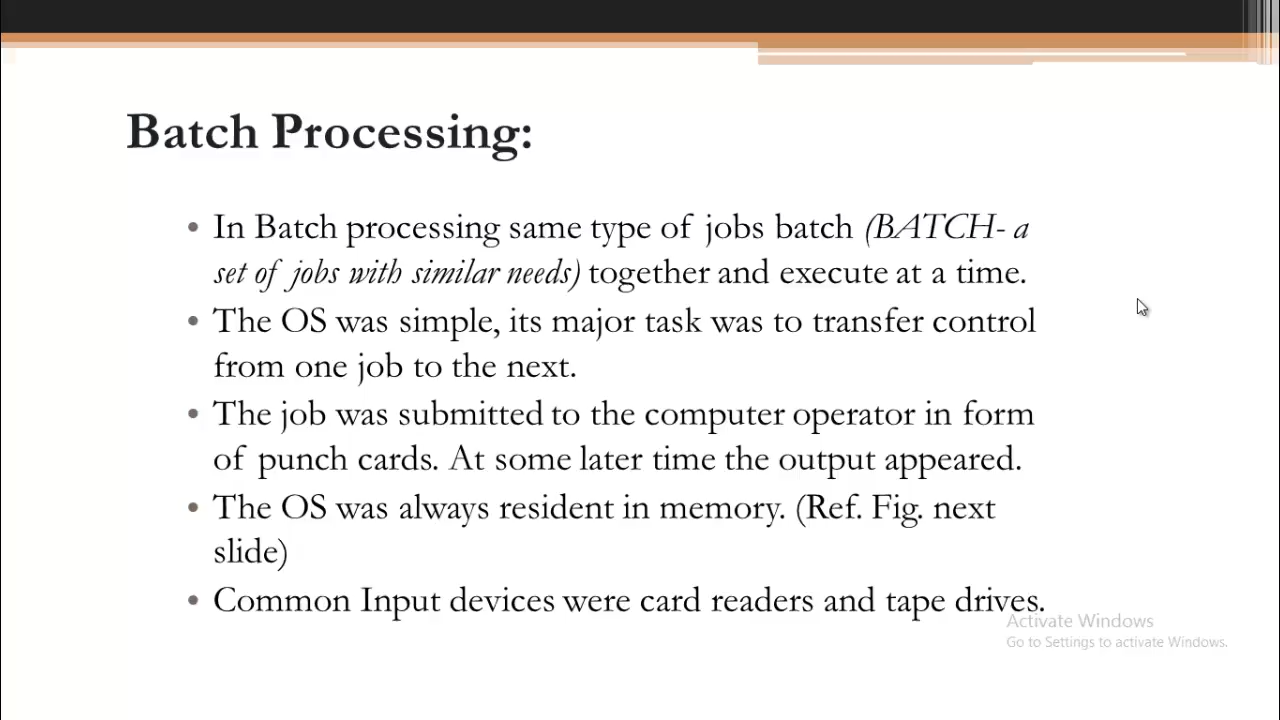 Batch Processing:
• In Batch processing same type of jobs batch (BATCH- a
set of jobs with similar needs) together and execute at a time.
• The OS was simple, its major task was to transfer control
from one job to the next.
• The job was submitted to the computer operator in form
of punch cards. At some later time the output appeared.
• The OS was always resident in memory. (Ref. Fig. next
slide)
• Common Input devices were card readers and tape drives.
Activate Windows
Go to Settings to activate Windows.